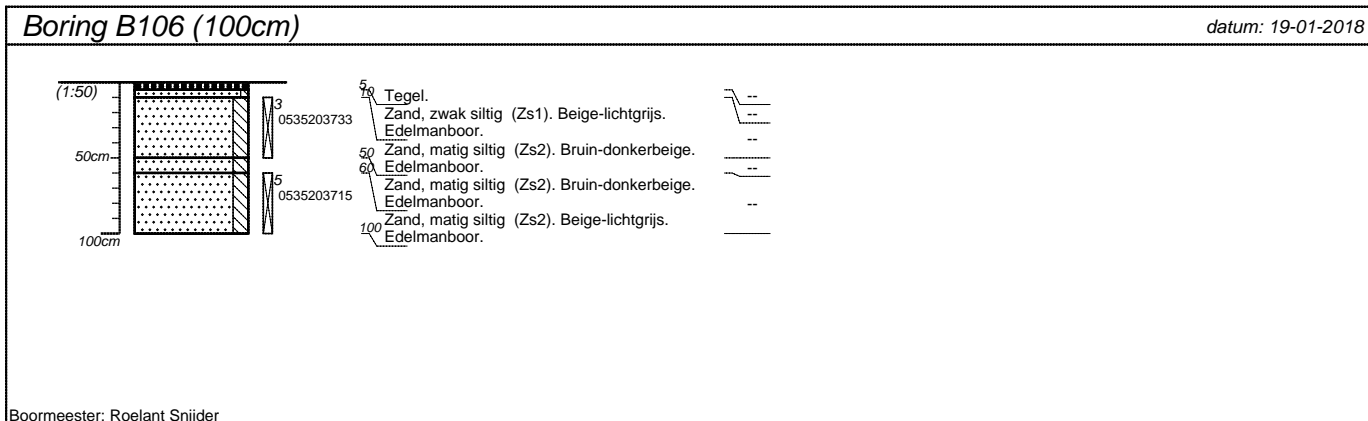 Boring B106 (100cm)
datum: 19-01-2018
(1:50)
50cm
100cm
3
0535203733
5
0535203715
5
10
Tegel.
--
Zand, zwak siltig (Zs1). Beige-lichtgrijs.
--
Edelmanboor.
--
50
Zand, matig siltig (Zs2). Bruin-donkerbeige.
60
Edelmanboor.
--
Zand, matig siltig (Zs2). Bruin-donkerbeige.
Edelmanboor.
--
Zand, matig siltig (Zs2). Beige-lichtgrijs.
100
Edelmanboor.
Boormeester: Roelant Snijder